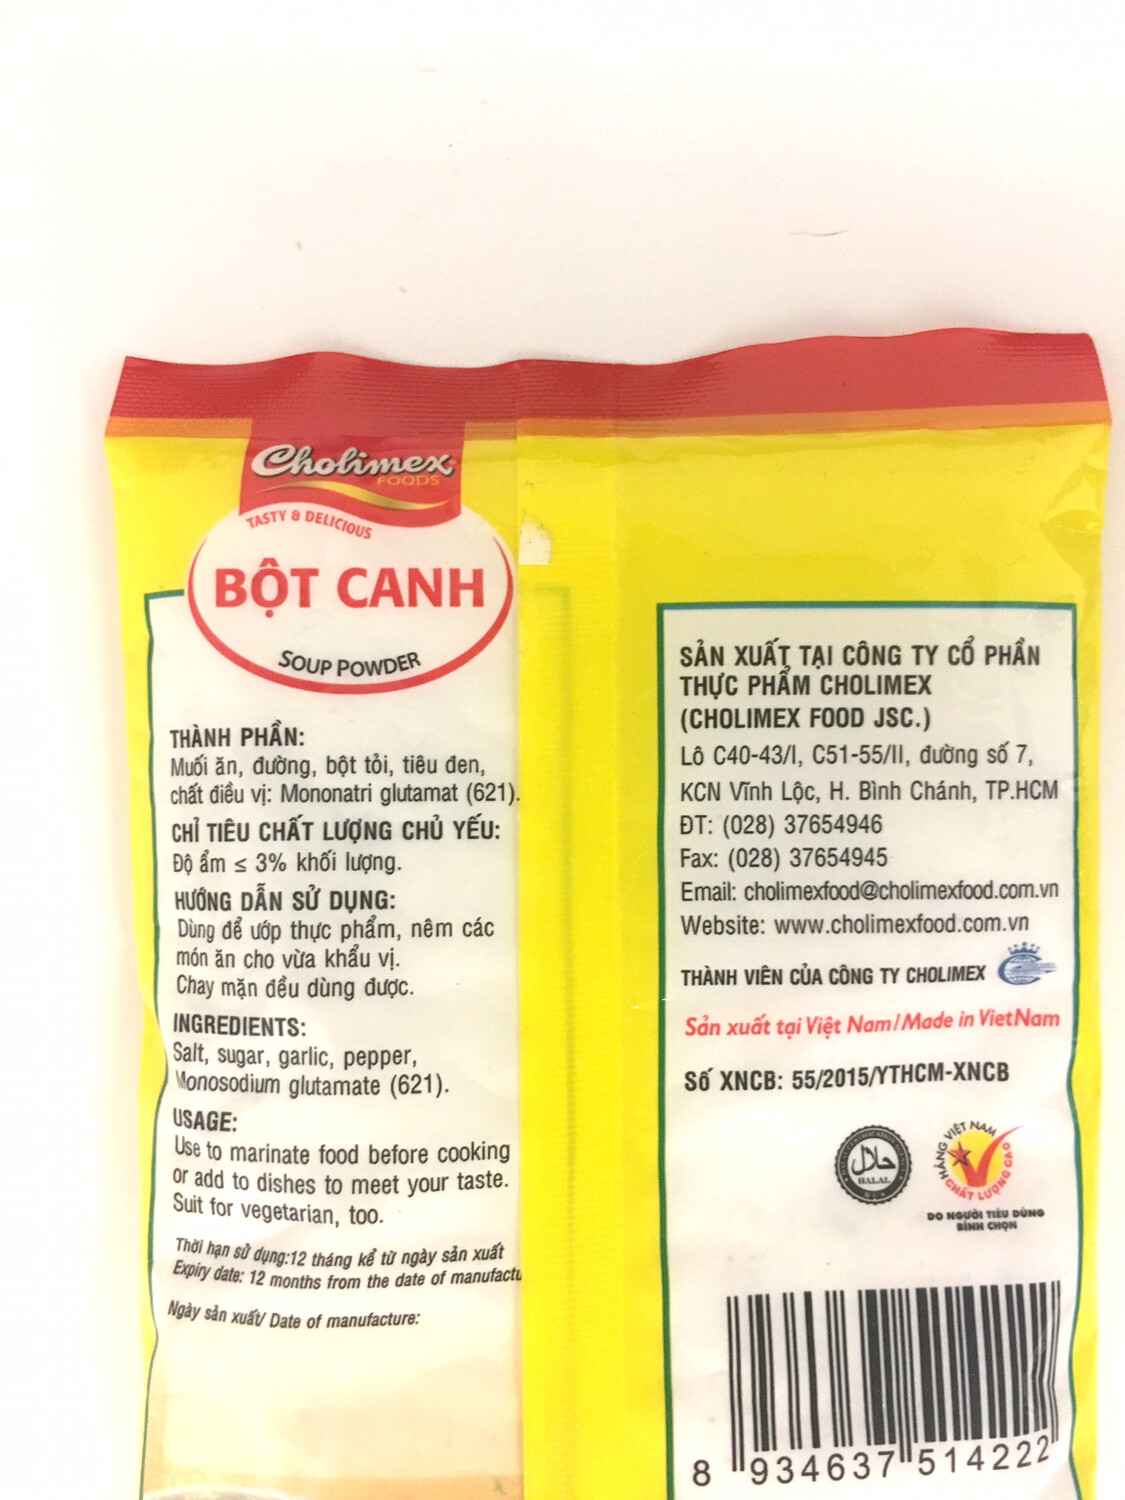 Cholimex
FOODS
TASTY & DELICIOUS
BỘT CANH
SOUP POWDER
THÀNH PHẦN:
Muối ăn, đường, bột tỏi, tiêu đen,
chất điều vị: Mononatri glutamat (621).
CHỈ TIÊU CHẤT LƯỢNG CHỦ YẾU:
Độ ẩm ≤ 3% khối lượng.
HƯỚNG DẪN SỬ DỤNG:
Dùng để ướp thực phẩm, nêm các
món ăn cho vừa khẩu vị.
Chay mặn đều dùng được.
INGREDIENTS:
Salt, sugar, garlic, pepper,
Monosodium glutamate (621).
USAGE:
Use to marinate food before cooking
or add to dishes to meet your taste.
Suit for vegetarian, too.
Thời hạn sử dụng:12 tháng kể từ ngày sản xuất
Expiry date: 12 months from the date of manufactu
Ngày sản xuất/ Date of manufacture:
SẢN XUẤT TẠI CÔNG TY CỔ PHẦN
THỰC PHẨM CHOLIMEX
(CHOLIMEX FOOD JSC.)
Lô C40-43/I, C51-55/II, đường số 7,
KCN Vĩnh Lộc, H. Bình Chánh, TP.HCM
ĐT: (028) 37654946
Fax: (028) 37654945
Email: cholimexfood@cholimexfood.com.vn
Website: www.cholimexfood.com.vn
THÀNH VIÊN CỦA CÔNG TY CHOLIMEX
Sản xuất tại Việt Nam/Made in VietNam
Số XNCB: 55/2015/YTHCM-XNCB
حلال
HALAL
HÀNG VIỆT NAM
CHẤT LƯỢNG CAO
DO NGƯỜI TIÊU DÙNG
BÌNH CHỌN
8 934637 514222